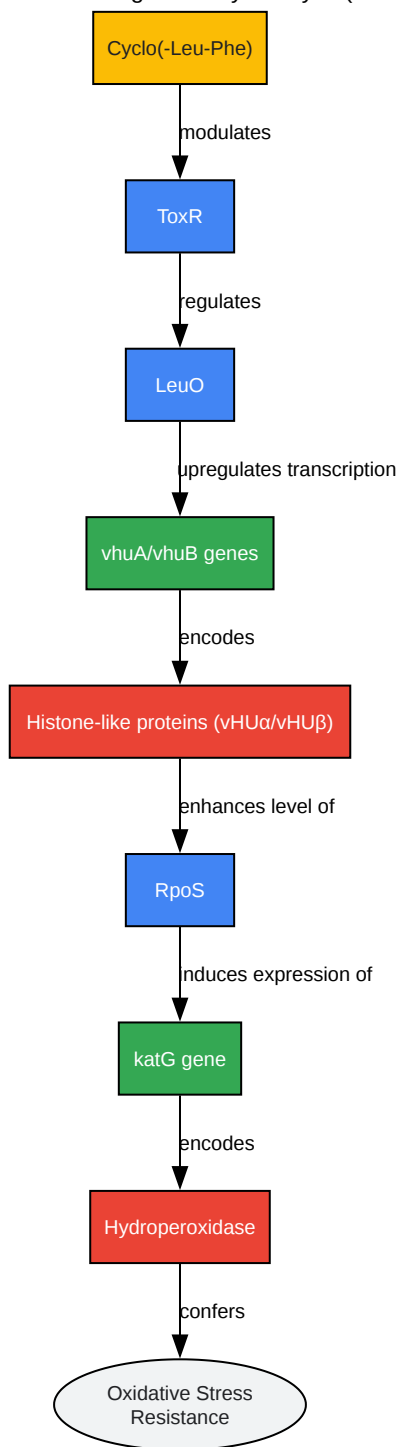 Cyclo(-Leu-Phe)
modulates
ToxR
regulates
LeuO
upregulates transcription
vhuA/vhuB genes
encodes
Histone-like proteins (vHUα/vHUβ)
enhances level of
RpoS
induces expression of
katG gene
encodes
Hydroperoxidase
confers
Oxidative Stress
Resistance